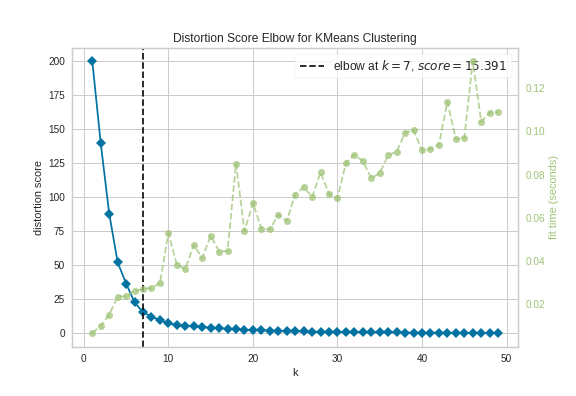 Distortion Score Elbow for KMeans Clustering
elbow at k = 7, score = 15.391
distortion score
200
175
150
125
100
75
50
25
0
0.12
0.10
0.08
0.06
0.04
0.02
fit time (seconds)
0 10 20 30 40 50
k